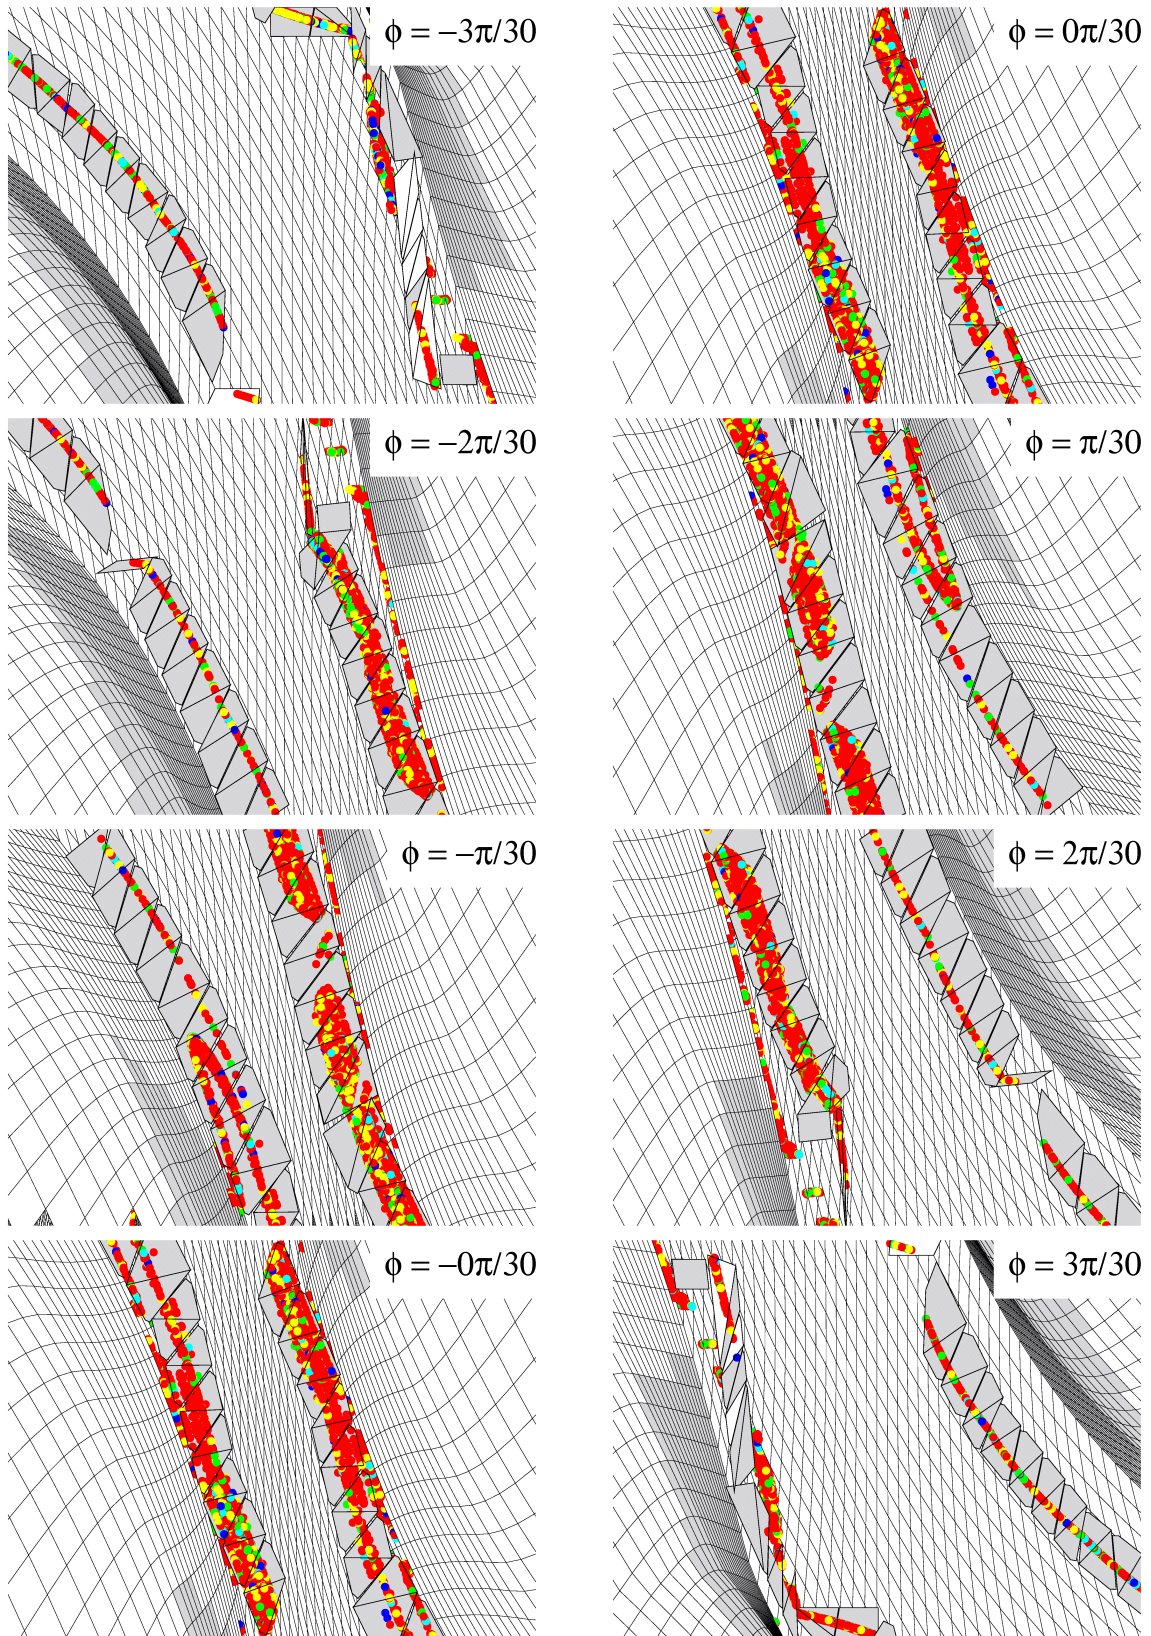 ϕ = −3π/30
ϕ = 0π/30
ϕ = −2π/30
ϕ = π/30
ϕ = −π/30
ϕ = 2π/30
ϕ = −0π/30
ϕ = 3π/30